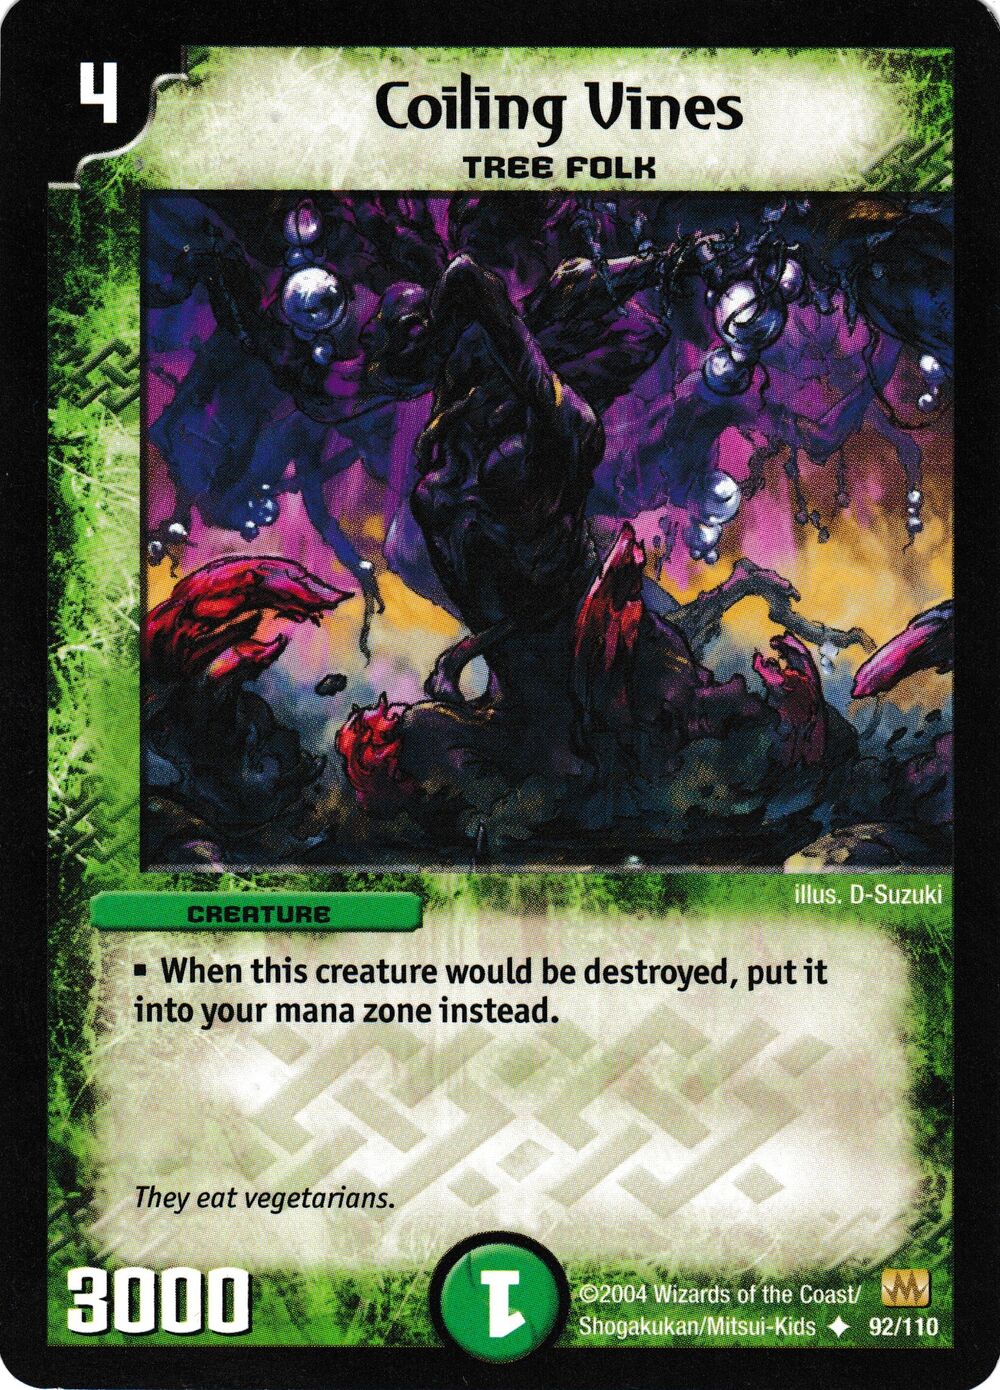 4
Coiling Vines
TREE FOLK
illus. D-Suzuki
CREATURE
▪ When this creature would be destroyed, put it
into your mana zone instead.
They eat vegetarians.
3000
1
©2004 Wizards of the Coast/
Shogakukan/Mitsui-Kids ♦ 92/110